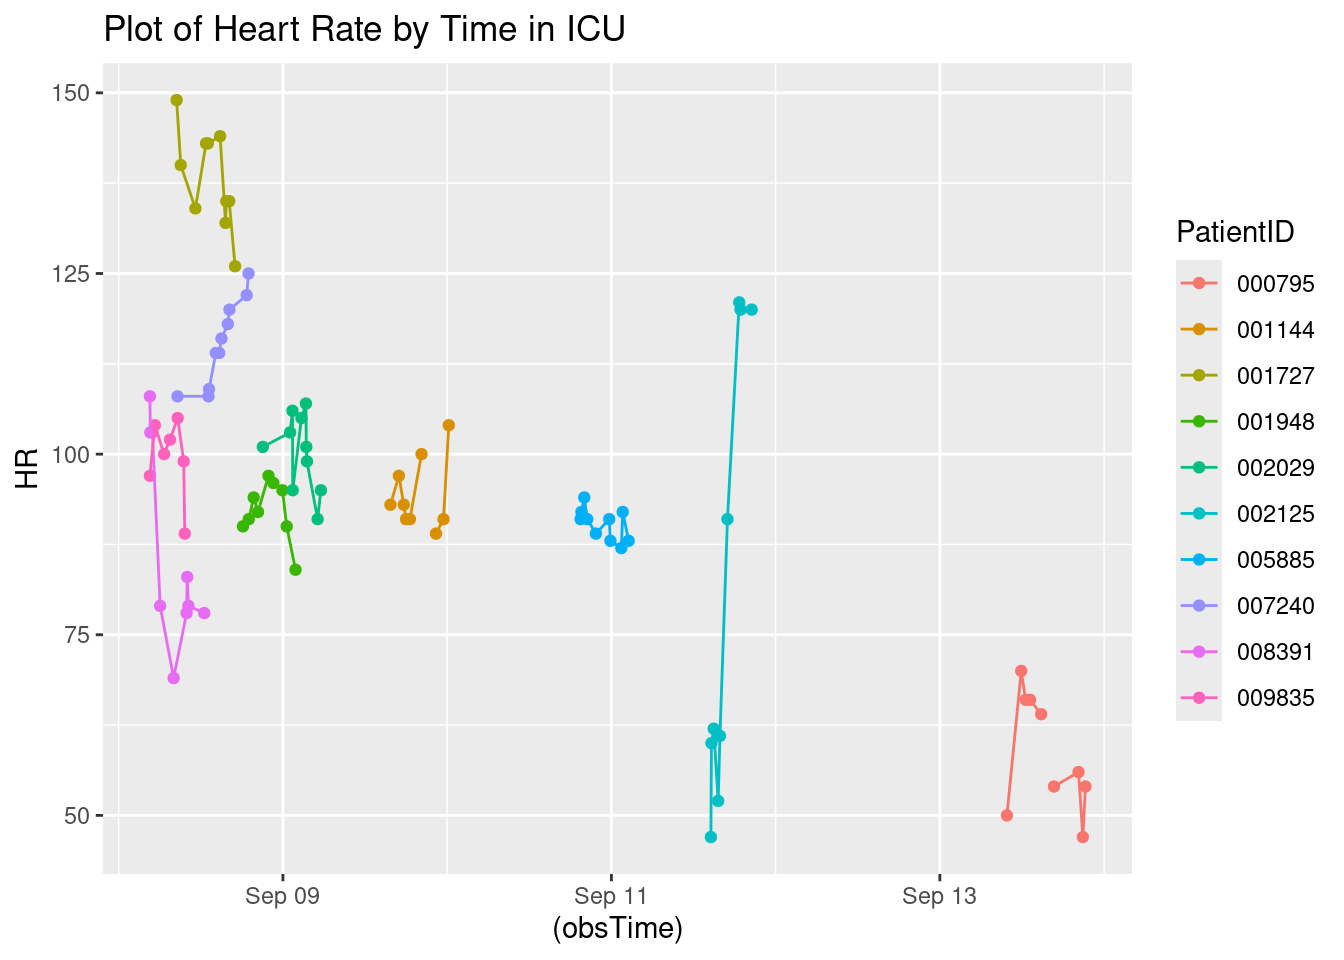 Plot of Heart Rate by Time in ICU
150
125
100
75
50
HR
Sep 09
Sep 11
Sep 13
(obsTime)
PatientID
000795
001144
001727
001948
002029
002125
005885
007240
008391
009835